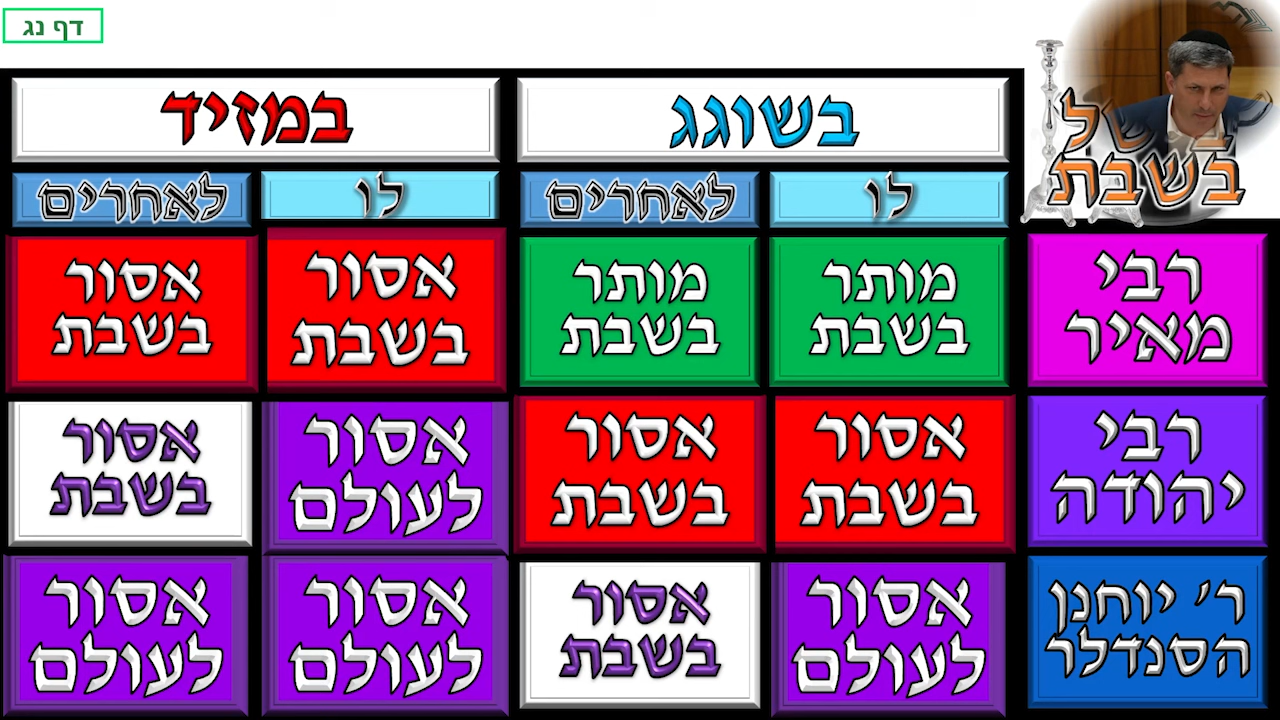 דף נג
בשל
בשבת
בשוגג
במזיד
לו
לאחרים
לו
לאחרים
רבי
מאיר
מותר
בשבת
מותר
בשבת
אסור
בשבת
אסור
בשבת
רבי
יהודה
אסור
בשבת
אסור
בשבת
אסור
לעולם
אסור
בשבת
ר׳ יוחנן
הסנדלר
אסור
לעולם
אסור
בשבת
אסור
לעולם
אסור
לעולם